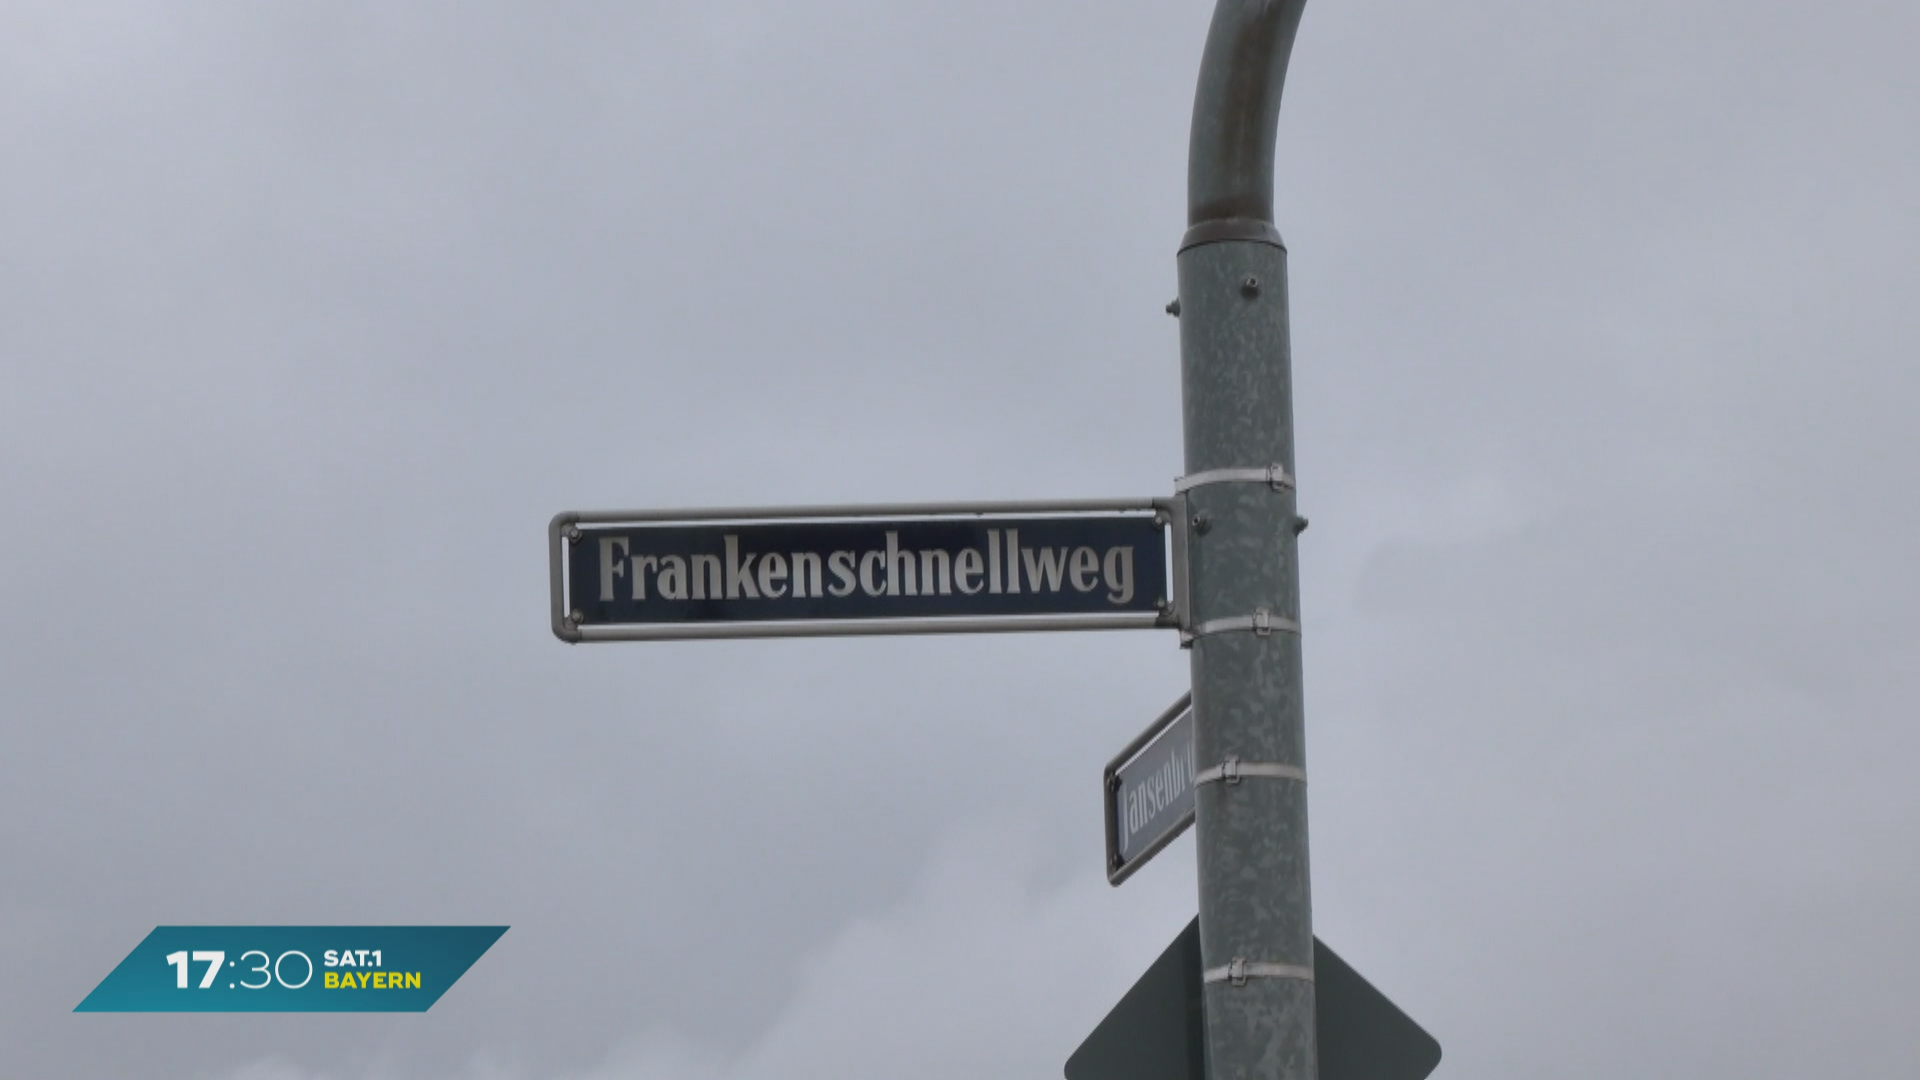 Frankenschnellweg
17:30 SAT.1
BAYERN